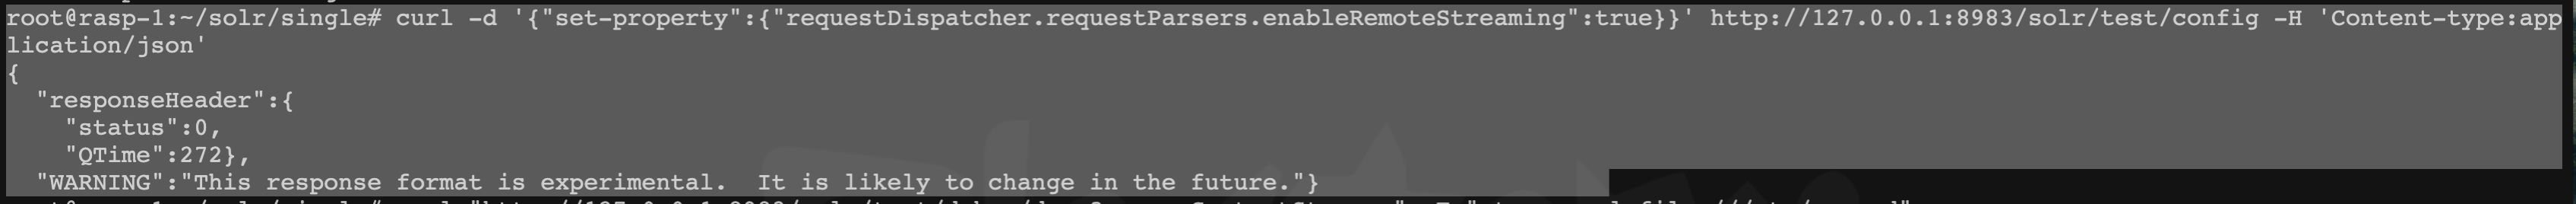 root@rasp-1:~/solr/single# curl -d '{"set-property":{"requestDispatcher.requestParsers.enableRemoteStreaming":true}}' http://127.0.0.1:8983/solr/test/config -H 'Content-type:app
lication/json'
{
  "responseHeader":{
    "status":0,
    "QTime":272},
  "WARNING":"This response format is experimental.  It is likely to change in the future."}